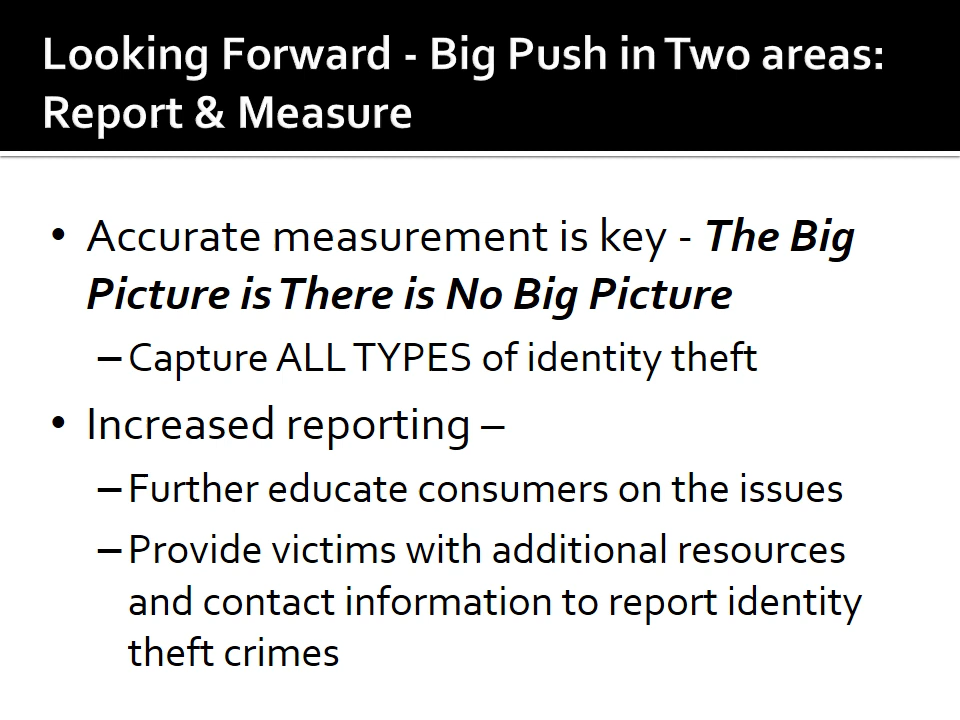 Looking Forward - Big Push in Two areas:
Report & Measure
• Accurate measurement is key - The Big
Picture is There is No Big Picture
– Capture ALL TYPES of identity theft
• Increased reporting –
– Further educate consumers on the issues
– Provide victims with additional resources
and contact information to report identity
theft crimes